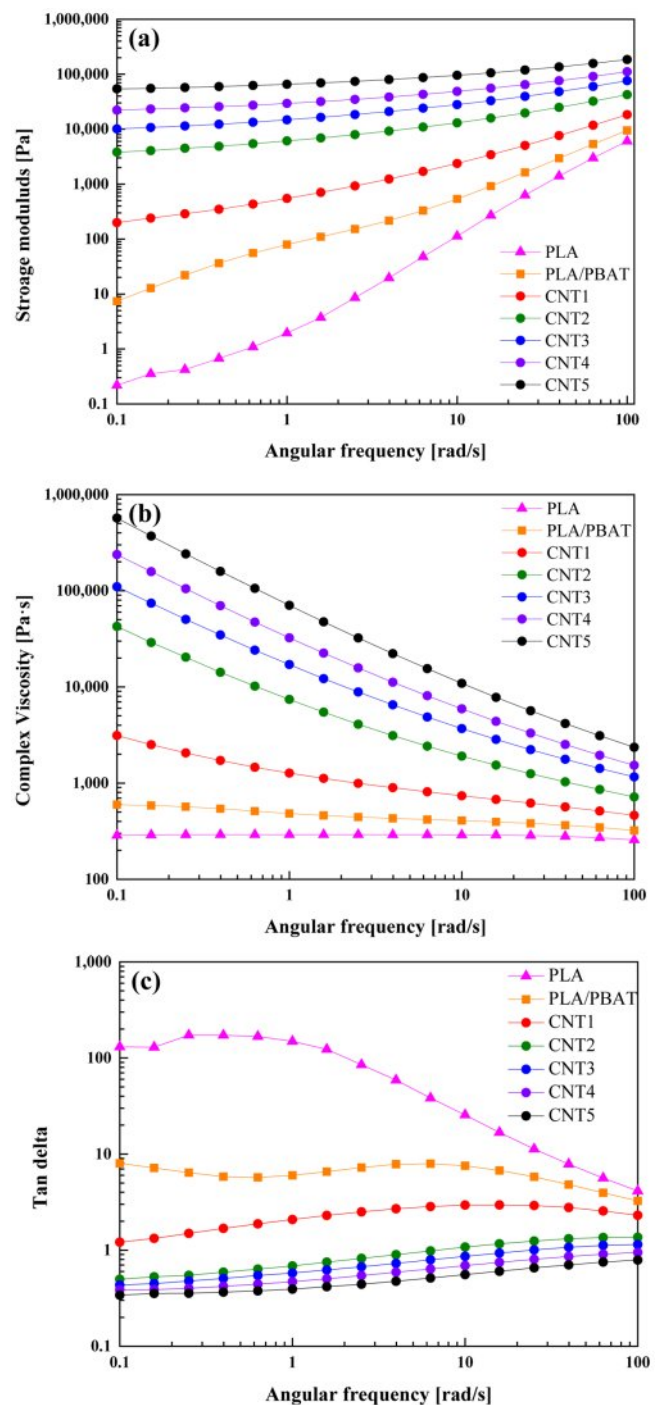 (a)
1,000,000
100,000
10,000
1,000
100
10
1
0.1
Stroage moduluds [Pa]
PLA
PLA/PBAT
CNT1
CNT2
CNT3
CNT4
CNT5
0.1
1
10
100
Angular frequency [rad/s]
(b)
1,000,000
100,000
10,000
1,000
100
Complex Viscosity [Pa·s]
PLA
PLA/PBAT
CNT1
CNT2
CNT3
CNT4
CNT5
0.1
1
10
100
Angular frequency [rad/s]
(c)
1,000
100
10
1
0.1
Tan delta
PLA
PLA/PBAT
CNT1
CNT2
CNT3
CNT4
CNT5
0.1
1
10
100
Angular frequency [rad/s]